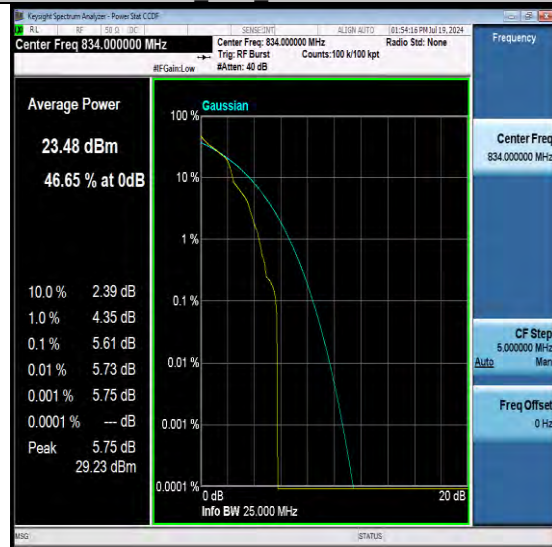 Keysight Spectrum Analyzer - Power Stat CCDF
RL RF 50 Ω DC SENSE:INT ALIGN AUTO 01:54:16 PM Jul 19, 2024
Center Freq 834.000000 MHz
Center Freq: 834.000000 MHz Radio Std: None
Trig: RF Burst Counts:100 k/100 kpt
#IFGain:Low #Atten: 40 dB
Frequency
Average Power
23.48 dBm
46.65 % at 0dB
10.0 % 2.39 dB
1.0 % 4.35 dB
0.1 % 5.61 dB
0.01 % 5.73 dB
0.001 % 5.75 dB
0.0001 % --- dB
Peak 5.75 dB
29.23 dBm
Gaussian
100 %
10 %
1 %
0.1 %
0.01 %
0.001 %
0.0001 %
0 dB 20 dB
Info BW 25.000 MHz
Center Freq
834.000000 MHz
CF Step
5.000000 MHz
Auto Man
Freq Offset
0 Hz
MSG STATUS